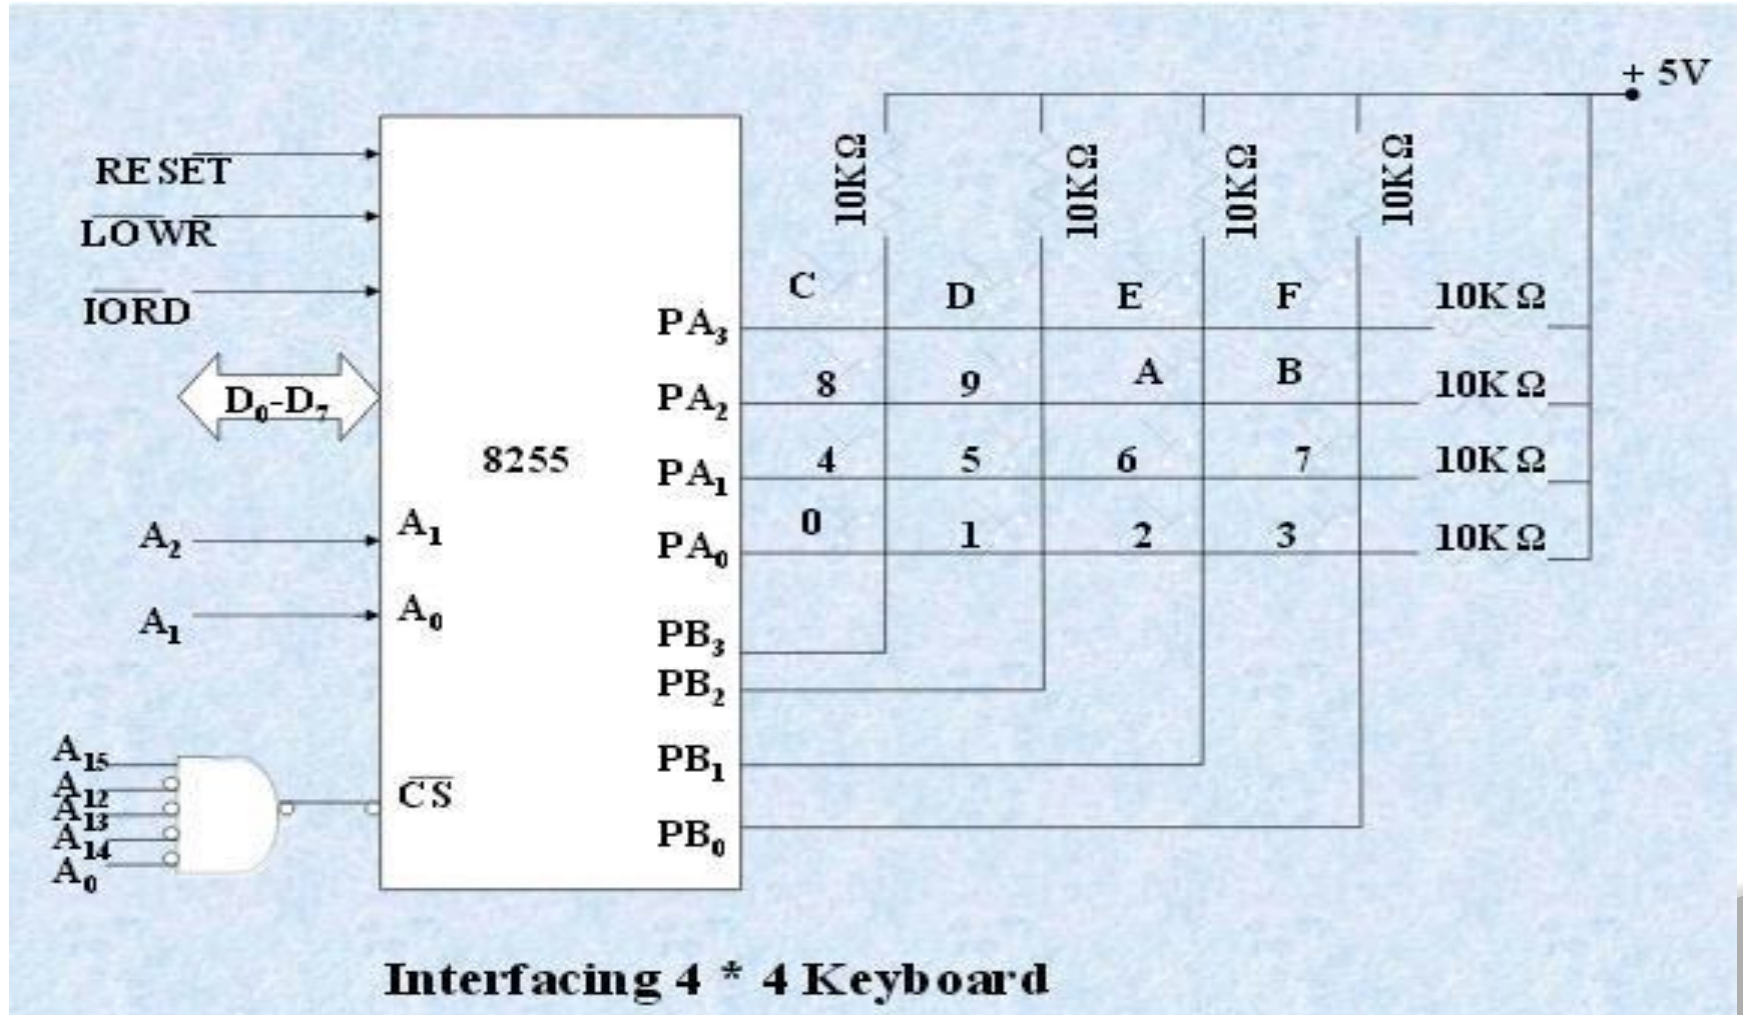 + 5V
10KΩ 10KΩ 10KΩ 10KΩ
RESET
LOWR
IORD
D₀-D₇
8255
C D E F 10KΩ
PA₃
8 9 A B 10KΩ
PA₂
4 5 6 7 10KΩ
PA₁
0 1 2 3 10KΩ
PA₀
A₂ A₁
A₁ A₀
PB₃
PB₂
PB₁
PB₀
A₁₅
A₁₂
A₁₃
A₁₄
A₀
CS
Interfacing 4 * 4 Keyboard